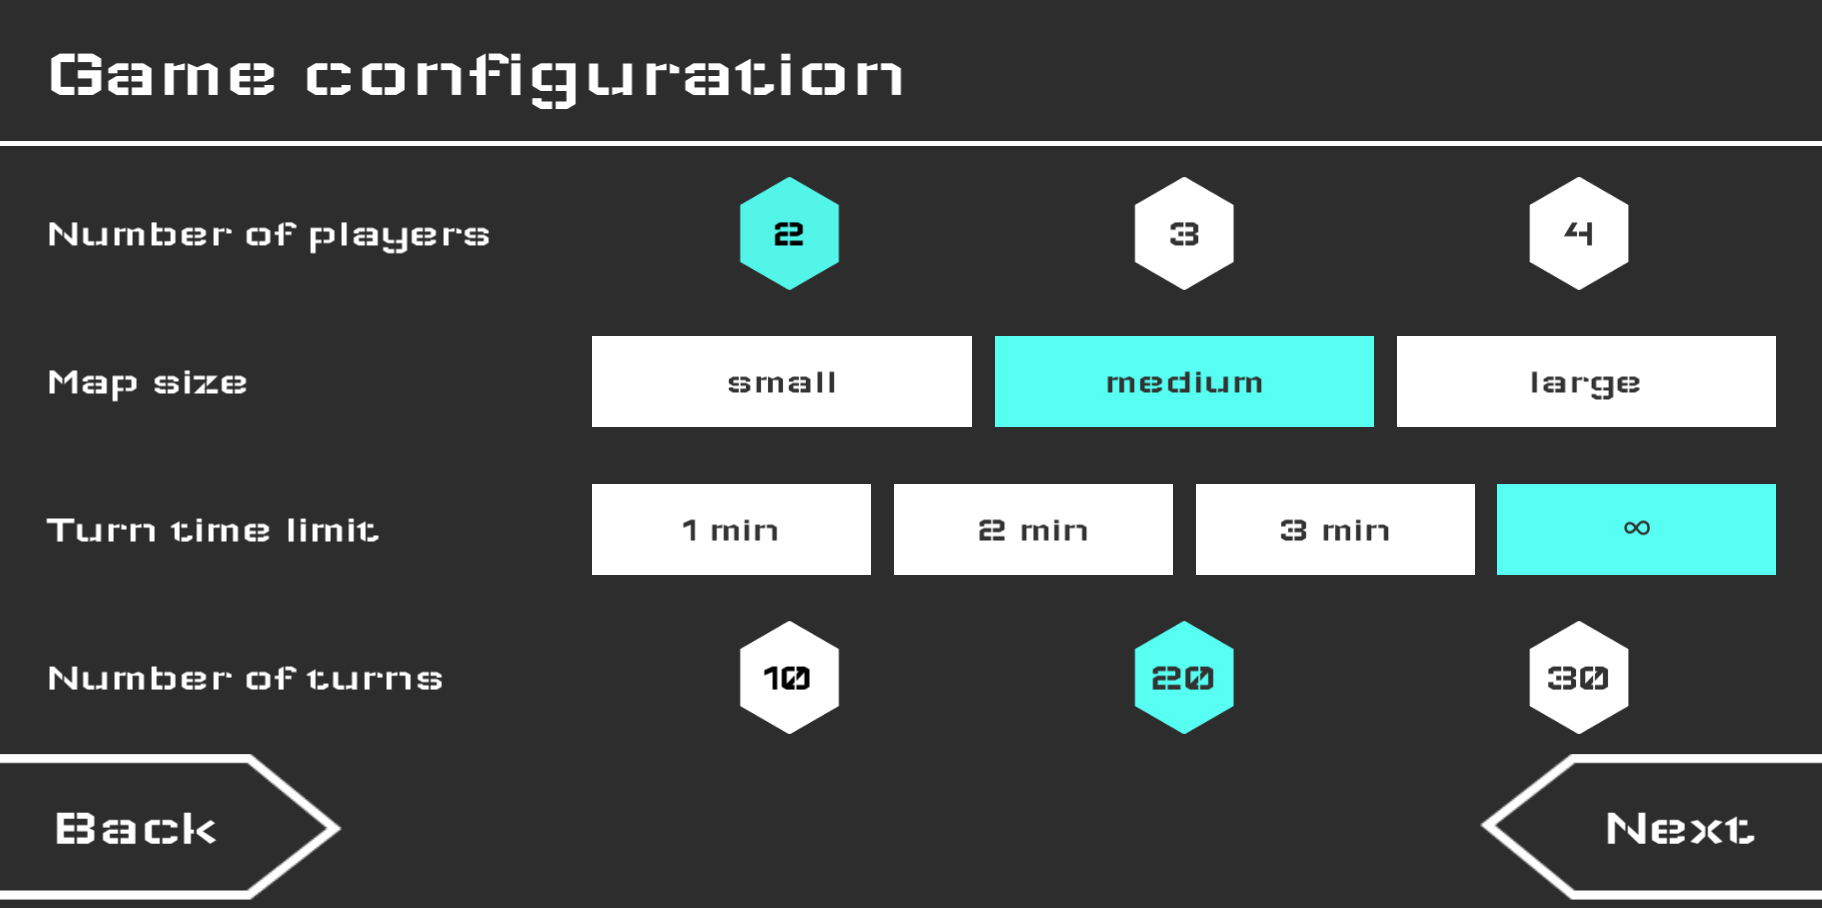 Game configuration
Number of players 2 3 4
Map size small medium large
Turn time limit 1 min 2 min 3 min ∞
Number of turns 10 20 30
Back Next